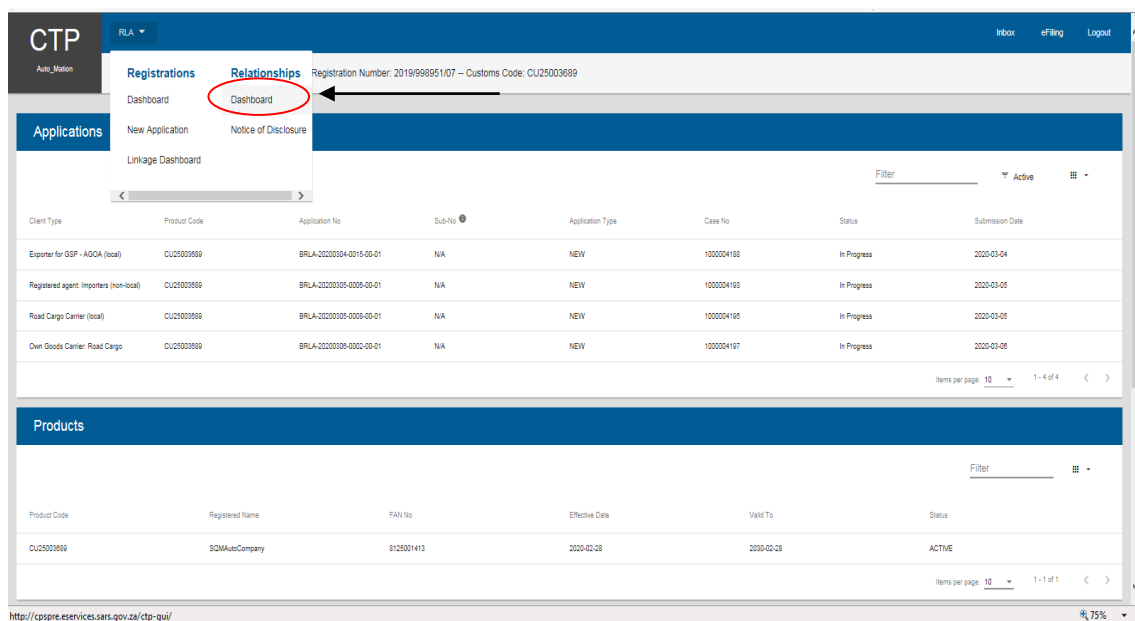 CTP
RLA
Inbox eFiling Logout
Auto_Mation
Registrations Relationships
Registration Number: 2019/998951/07 -- Customs Code: CU25003689
Dashboard Dashboard
New Application Notice of Disclosure
Linkage Dashboard
Applications
Filter Active
Client Type Product Code Application No Sub-No Application Type Case No Status Submission Date
Exporter for GSP - AGOA (local) CU25003689 BRLA-20200304-0015-00-01 N/A NEW 1000004188 In Progress 2020-03-04
Registered agent: Importers (non-local) CU25003689 BRLA-20200305-0006-00-01 N/A NEW 1000004193 In Progress 2020-03-05
Road Cargo Carrier (local) CU25003689 BRLA-20200305-0008-00-01 N/A NEW 1000004195 In Progress 2020-03-05
Own Goods Carrier: Road Cargo CU25003689 BRLA-20200306-0002-00-01 N/A NEW 1000004197 In Progress 2020-03-06
Items per page: 10 1 - 4 of 4
Products
Filter
Product Code Registered Name FAN No Effective Date Valid To Status
CU25003689 SQMAutoCompany 8125001413 2020-02-28 2030-02-28 ACTIVE
Items per page: 10 1 - 1 of 1
http://cpspre.eservices.sars.gov.za/ctp-gui/ 75%